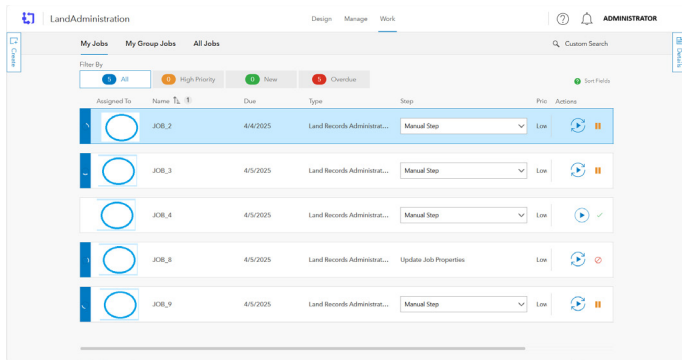 LandAdministration
Design Manage Work
ADMINISTRATOR
Create
My Jobs My Group Jobs All Jobs
Custom Search
Details
Filter By
5 All
0 High Priority
0 New
5 Overdue
Sort Fields
Assigned To Name 1 Due Type Step Prio Actions
JOB_2 4/4/2025 Land Records Administrat... Manual Step Low
JOB_3 4/5/2025 Land Records Administrat... Manual Step Low
JOB_4 4/5/2025 Land Records Administrat... Manual Step Low
JOB_8 4/5/2025 Land Records Administrat... Update Job Properties Low
JOB_9 4/5/2025 Land Records Administrat... Manual Step Low